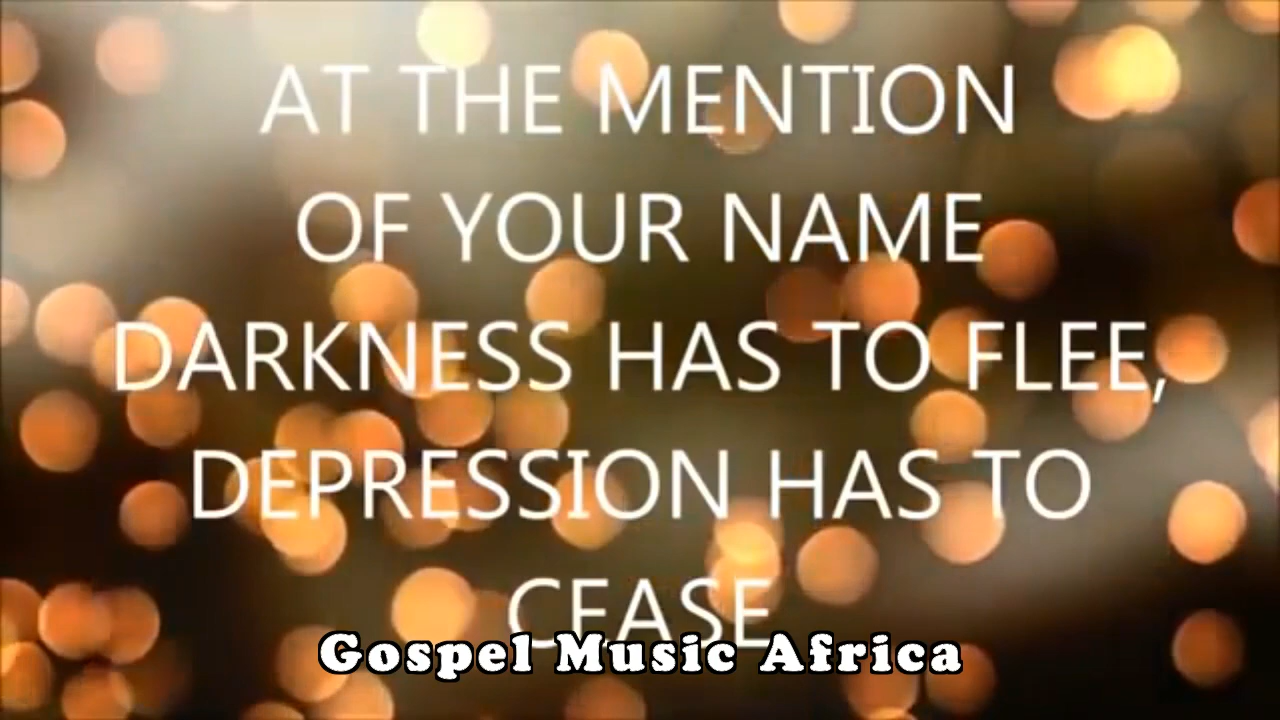 AT THE MENTION
OF YOUR NAME
DARKNESS HAS TO FLEE,
DEPRESSION HAS TO
CEASE
Gospel Music Africa